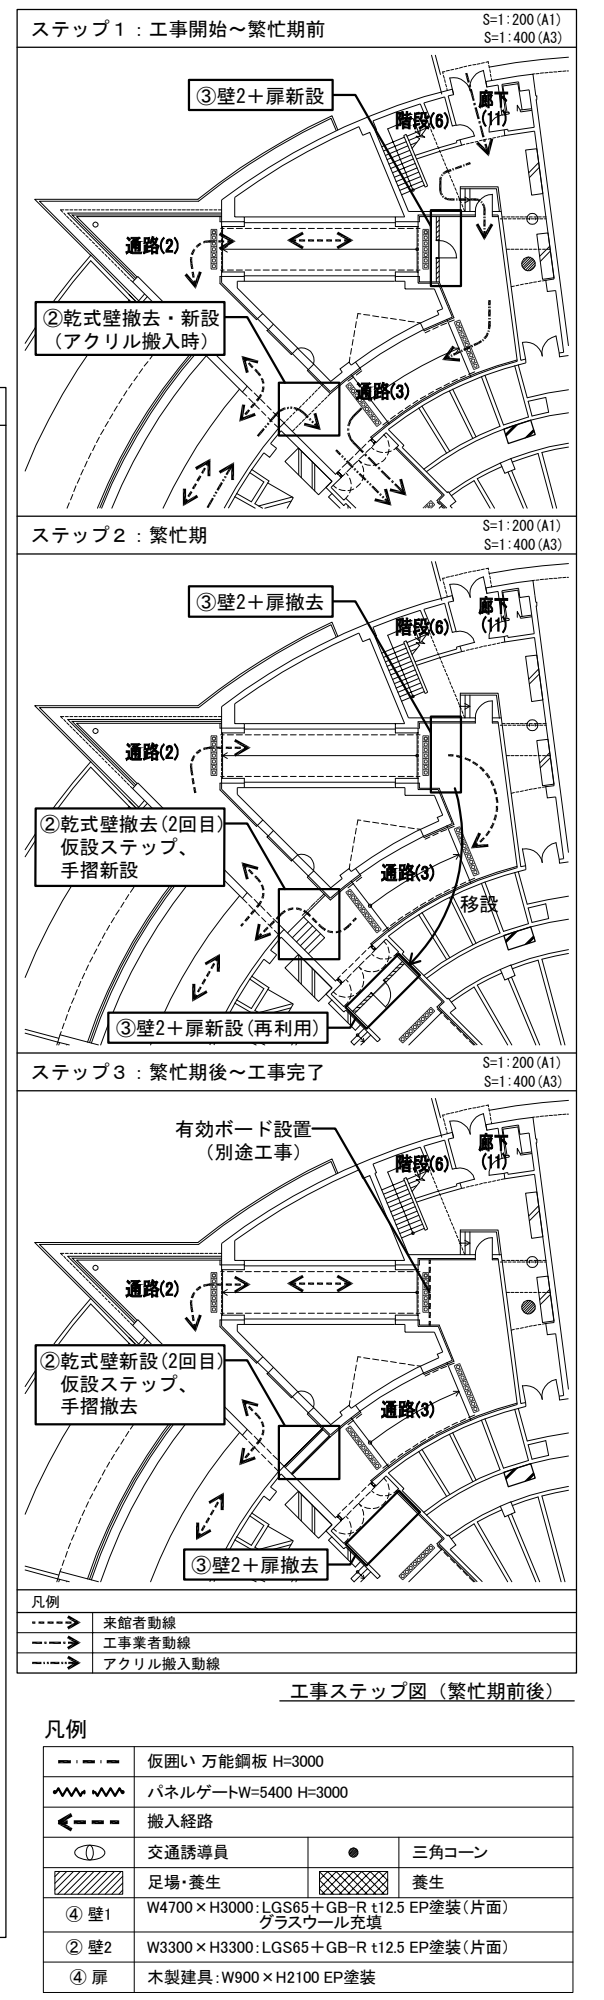 ステップ1：工事開始～繁忙期前
S=1:200(A1)
S=1:400(A3)
③壁2＋扉新設
階段(6)
廊下
(11)
通路(2)
②乾式壁撤去・新設
（アクリル搬入時）
通路(3)
ステップ2：繁忙期
S=1:200(A1)
S=1:400(A3)
③壁2＋扉撤去
階段(6)
廊下
(11)
通路(2)
②乾式壁撤去(2回目)
仮設ステップ、
手摺新設
通路(3)
移設
③壁2＋扉新設(再利用)
ステップ3：繁忙期後～工事完了
S=1:200(A1)
S=1:400(A3)
有効ボード設置
（別途工事）
階段(6)
廊下
(11)
通路(2)
②乾式壁新設(2回目)
仮設ステップ、
手摺撤去
通路(3)
③壁2＋扉撤去
凡例
来館者動線
工事業者動線
アクリル搬入動線
工事ステップ図（繁忙期前後）
凡例
仮囲い 万能鋼板 H=3000
パネルゲートW=5400 H=3000
搬入経路
交通誘導員 三角コーン
足場・養生 養生
④ 壁1 W4700×H3000:LGS65＋GB-R t12.5 EP塗装（片面）
グラスウール充填
② 壁2 W3300×H3300:LGS65＋GB-R t12.5 EP塗装（片面）
④ 扉 木製建具:W900×H2100 EP塗装